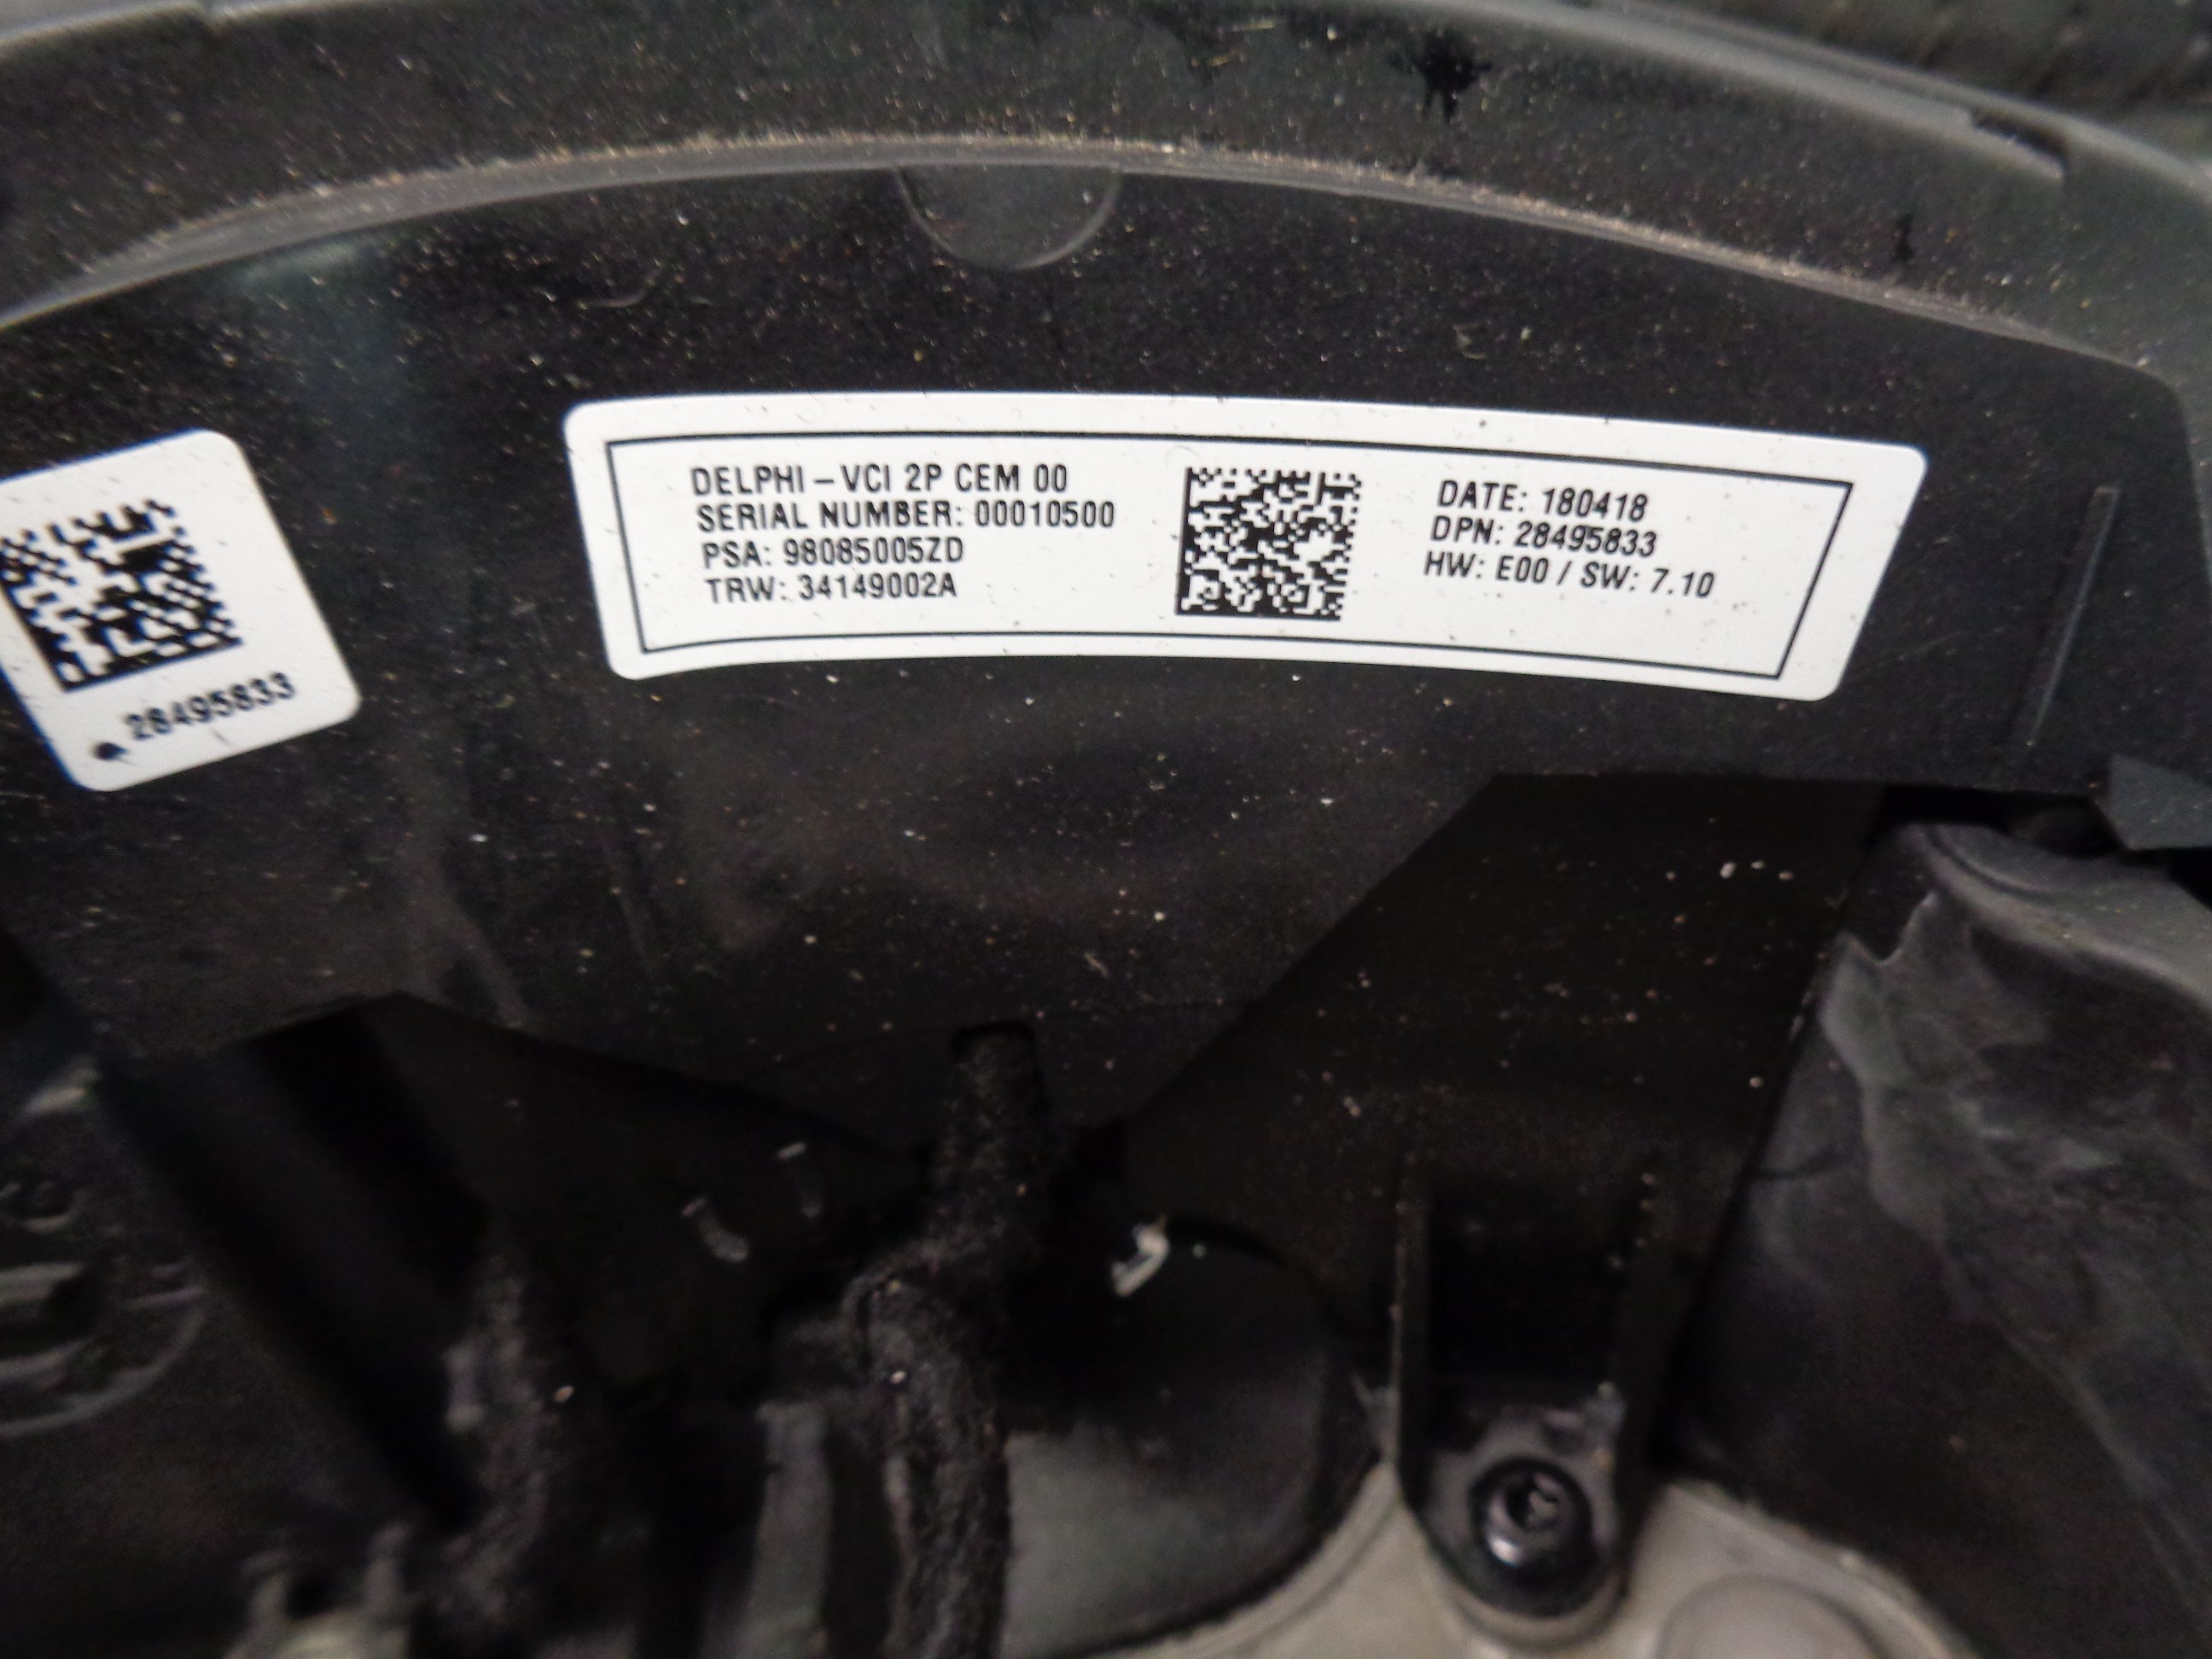 DELPHI – VCI 2P CEM 00
SERIAL NUMBER: 00010500
PSA: 98085005ZD
TRW: 34149002A
DATE: 180418
DPN: 28495833
HW: E00 / SW: 7.10
28495833